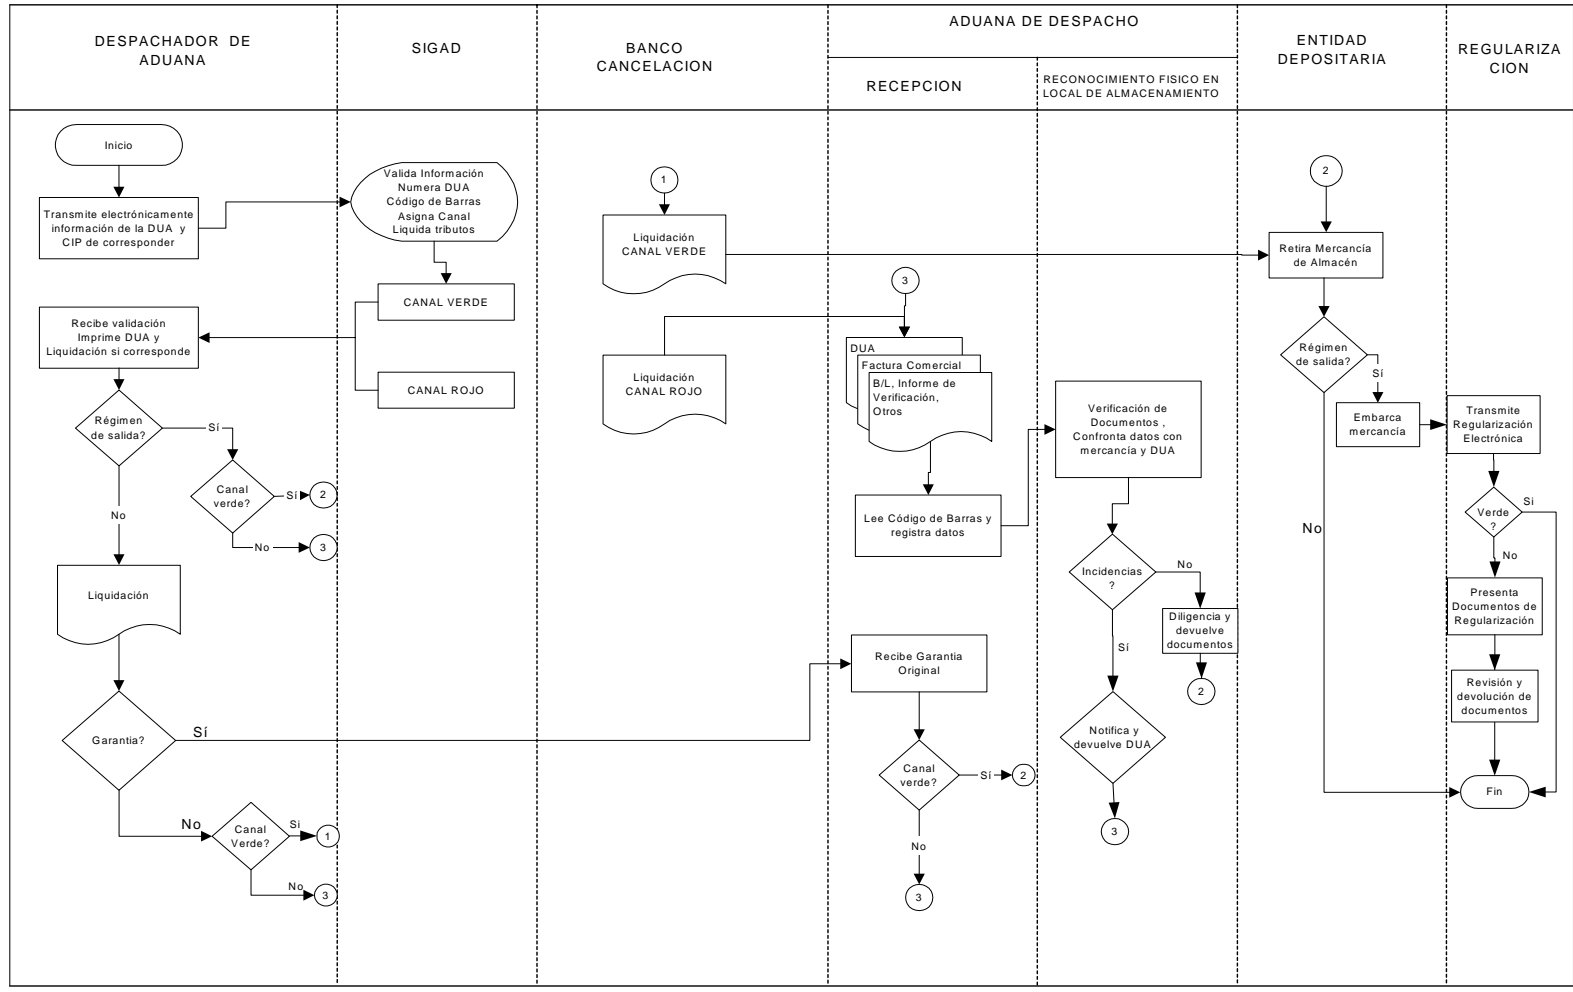 DESPACHADOR DE
ADUANA
SIGAD
BANCO
CANCELACION
ADUANA DE DESPACHO
RECEPCION
RECONOCIMIENTO FISICO EN
LOCAL DE ALMACENAMIENTO
ENTIDAD
DEPOSITARIA
REGULARIZA
CION
Inicio
Transmite electrónicamente
información de la DUA y
CIP de corresponder
Recibe validación
Imprime DUA y
Liquidación si corresponde
Régimen
de salida?
Sí
Canal
verde?
Sí
2
No
3
No
Liquidación
Garantia?
Sí
No
Canal
Verde?
Si
1
No
3
Valida Información
Numera DUA
Código de Barras
Asigna Canal
Liquida tributos
CANAL VERDE
CANAL ROJO
1
Liquidación
CANAL VERDE
Liquidación
CANAL ROJO
3
DUA
Factura Comercial
B/L, Informe de
Verificación,
Otros
Lee Código de Barras y
registra datos
Recibe Garantia
Original
Canal
verde?
Sí
2
No
3
Verificación de
Documentos ,
Confronta datos con
mercancía y DUA
Incidencias
?
No
Diligencia y
devuelve
documentos
2
Sí
Notifica y
devuelve DUA
3
2
Retira Mercancía
de Almacén
Régimen
de salida?
Sí
Embarca
mercancía
No
Transmite
Regularización
Electrónica
Verde
?
Si
No
Presenta
Documentos de
Regularización
Revisión y
devolución de
documentos
Fin